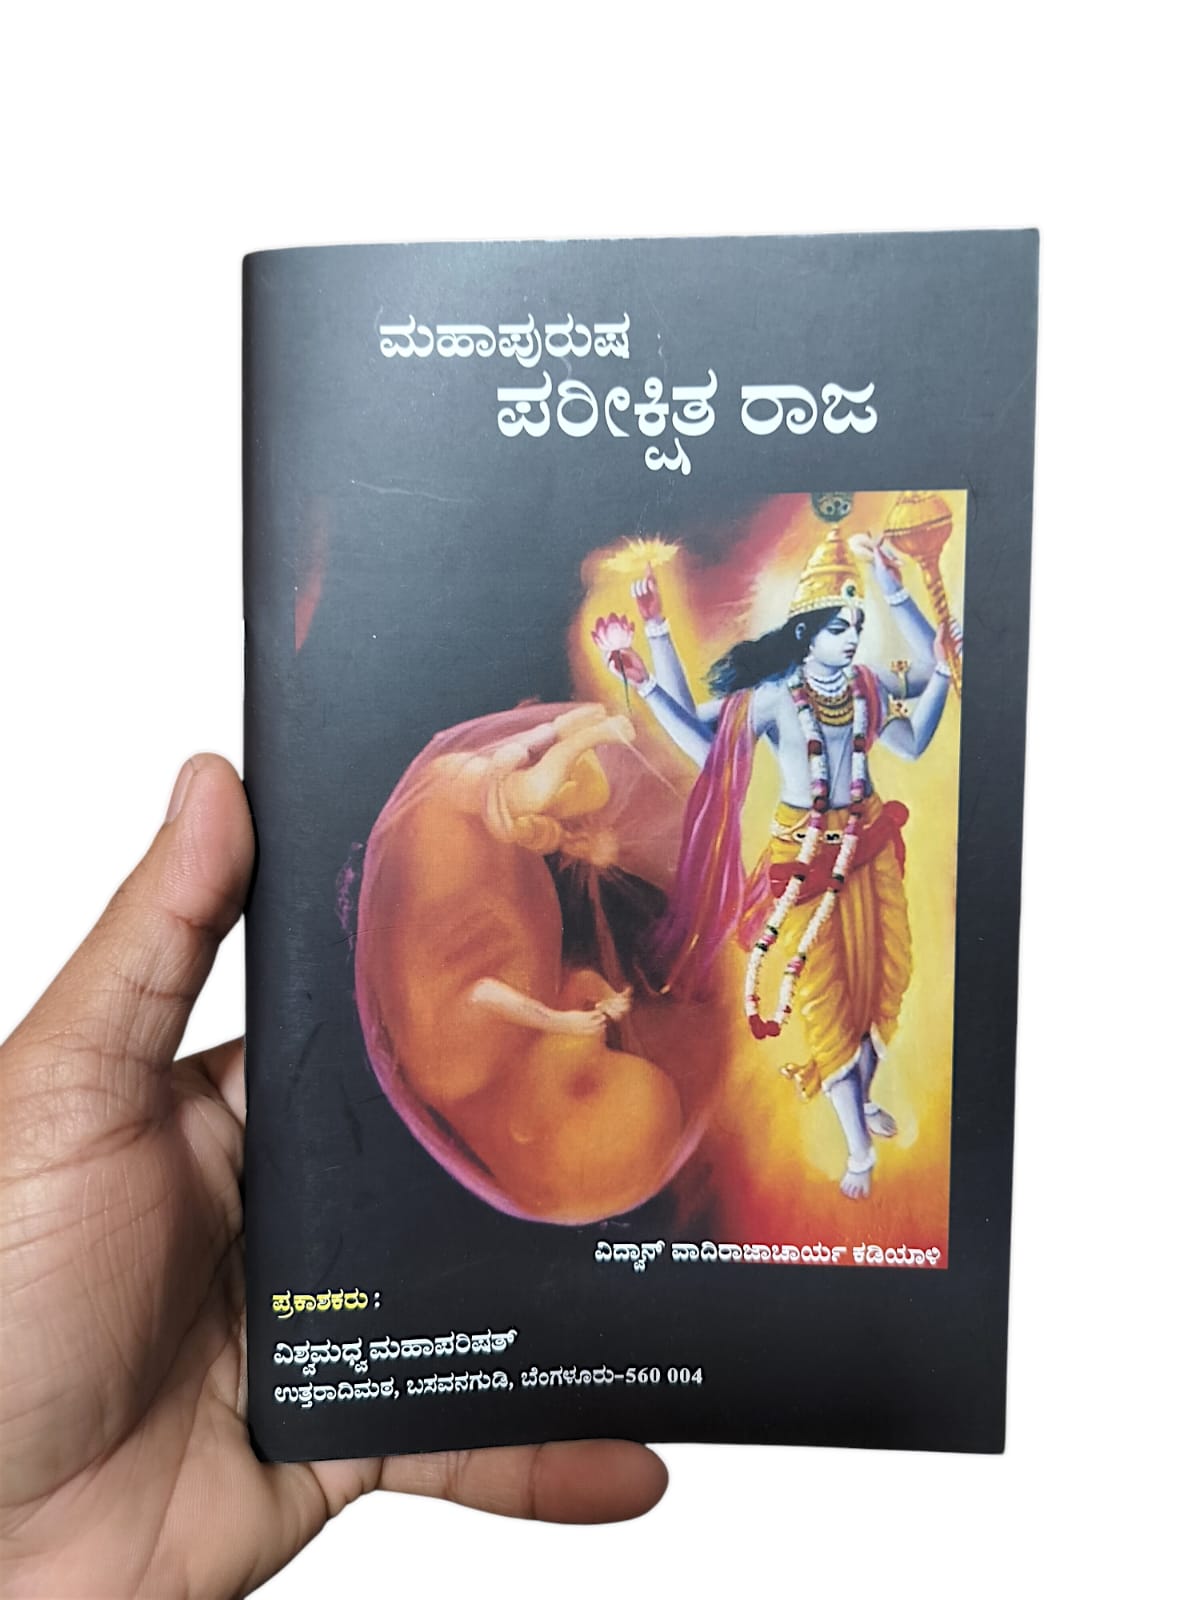 ಮಹಾಪುರುಷ
ಪರೀಕ್ಷಿತ ರಾಜ
ವಿದ್ವಾನ್ ವಾದಿರಾಜಾಚಾರ್ಯ ಕಡಿಯಾಳಿ
ಪ್ರಕಾಶಕರು :
ವಿಶ್ವಮಧ್ವ ಮಹಾಪರಿಷತ್
ಉತ್ತರಾದಿಮಠ, ಬಸವನಗುಡಿ, ಬೆಂಗಳೂರು-560 004